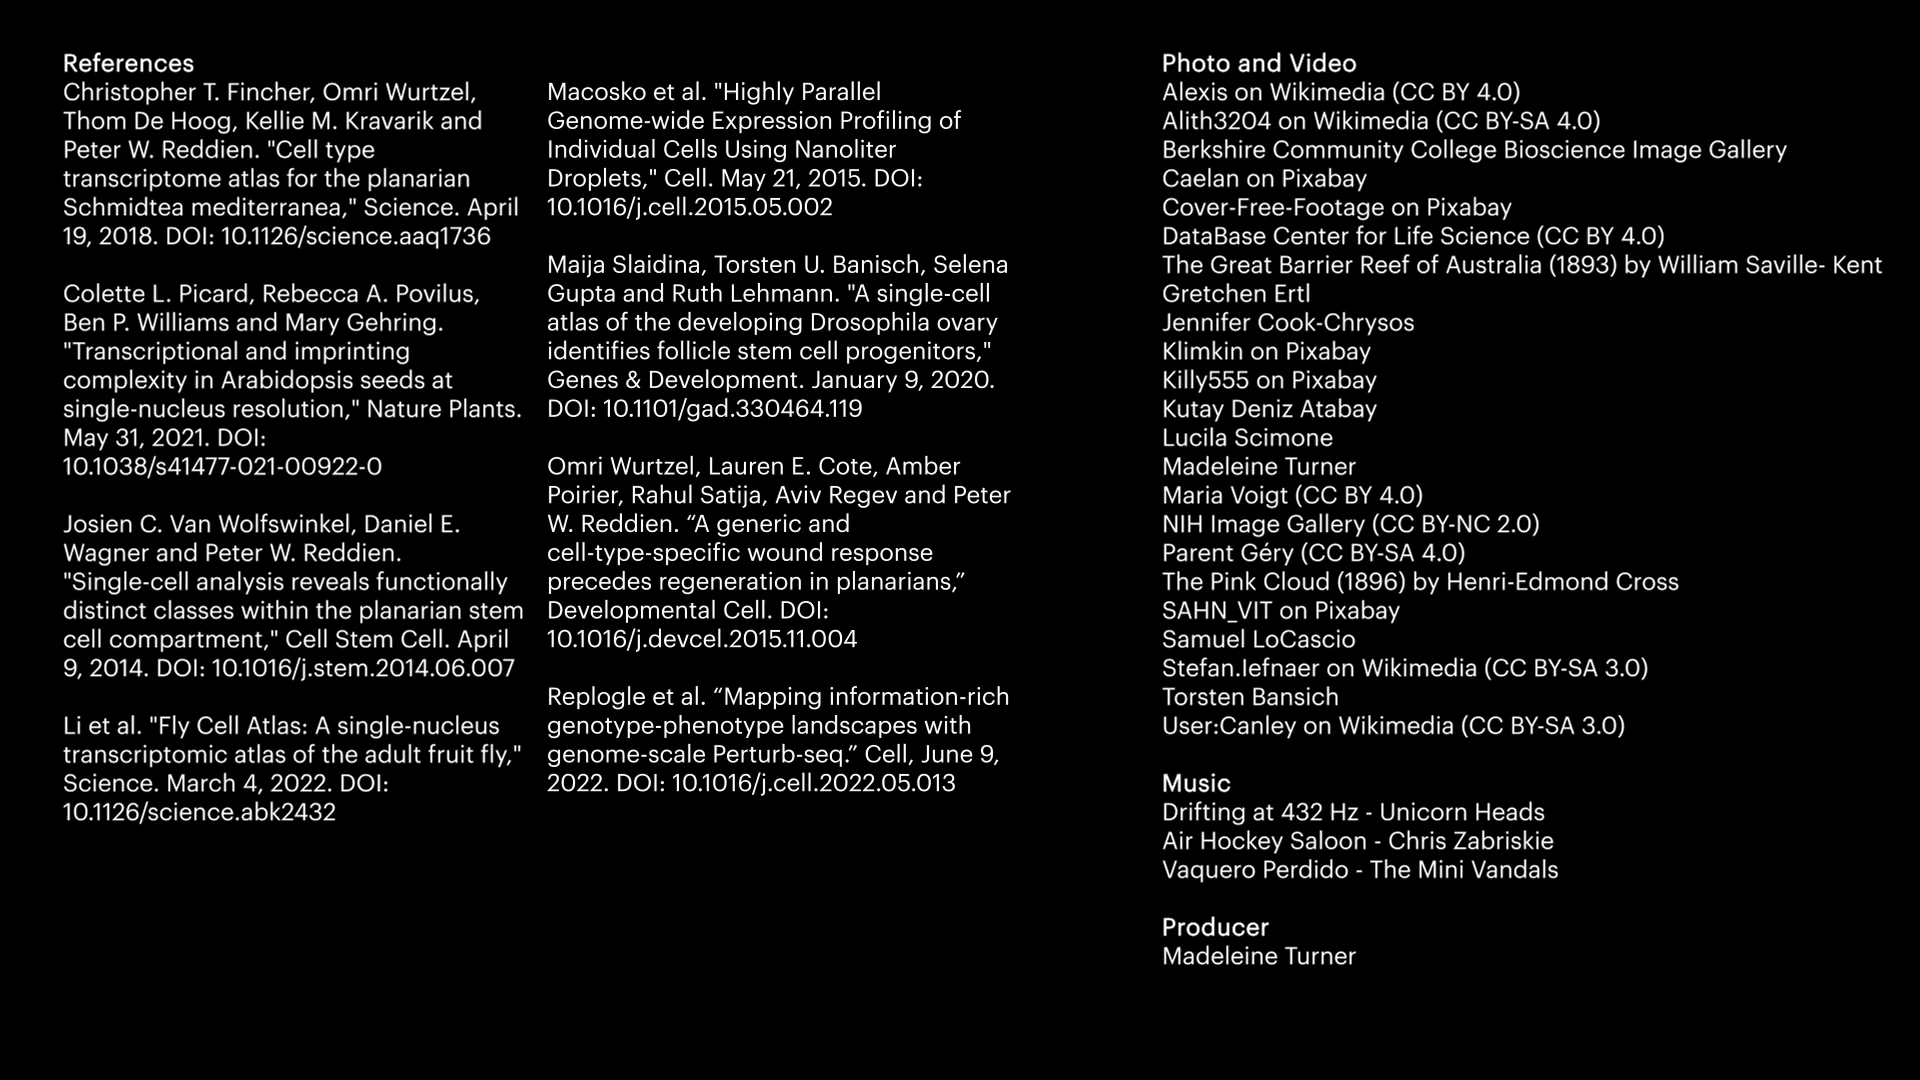 References
Christopher T. Fincher, Omri Wurtzel,
Thom De Hoog, Kellie M. Kravarik and
Peter W. Reddien. "Cell type
transcriptome atlas for the planarian
Schmidtea mediterranea," Science. April
19, 2018. DOI: 10.1126/science.aaq1736
Colette L. Picard, Rebecca A. Povilus,
Ben P. Williams and Mary Gehring.
"Transcriptional and imprinting
complexity in Arabidopsis seeds at
single-nucleus resolution," Nature Plants.
May 31, 2021. DOI:
10.1038/s41477-021-00922-0
Josien C. Van Wolfswinkel, Daniel E.
Wagner and Peter W. Reddien.
"Single-cell analysis reveals functionally
distinct classes within the planarian stem
cell compartment," Cell Stem Cell. April
9, 2014. DOI: 10.1016/j.stem.2014.06.007
Li et al. "Fly Cell Atlas: A single-nucleus
transcriptomic atlas of the adult fruit fly,"
Science. March 4, 2022. DOI:
10.1126/science.abk2432
Macosko et al. "Highly Parallel
Genome-wide Expression Profiling of
Individual Cells Using Nanoliter
Droplets," Cell. May 21, 2015. DOI:
10.1016/j.cell.2015.05.002
Maija Slaidina, Torsten U. Banisch, Selena
Gupta and Ruth Lehmann. "A single-cell
atlas of the developing Drosophila ovary
identifies follicle stem cell progenitors,"
Genes & Development. January 9, 2020.
DOI: 10.1101/gad.330464.119
Omri Wurtzel, Lauren E. Cote, Amber
Poirier, Rahul Satija, Aviv Regev and Peter
W. Reddien. “A generic and
cell-type-specific wound response
precedes regeneration in planarians,”
Developmental Cell. DOI:
10.1016/j.devcel.2015.11.004
Replogle et al. “Mapping information-rich
genotype-phenotype landscapes with
genome-scale Perturb-seq.” Cell, June 9,
2022. DOI: 10.1016/j.cell.2022.05.013
Photo and Video
Alexis on Wikimedia (CC BY 4.0)
Alith3204 on Wikimedia (CC BY-SA 4.0)
Berkshire Community College Bioscience Image Gallery
Caelan on Pixabay
Cover-Free-Footage on Pixabay
DataBase Center for Life Science (CC BY 4.0)
The Great Barrier Reef of Australia (1893) by William Saville- Kent
Gretchen Ertl
Jennifer Cook-Chrysos
Klimkin on Pixabay
Killy555 on Pixabay
Kutay Deniz Atabay
Lucila Scimone
Madeleine Turner
Maria Voigt (CC BY 4.0)
NIH Image Gallery (CC BY-NC 2.0)
Parent Géry (CC BY-SA 4.0)
The Pink Cloud (1896) by Henri-Edmond Cross
SAHN_VIT on Pixabay
Samuel LoCascio
Stefan.lefnaer on Wikimedia (CC BY-SA 3.0)
Torsten Bansich
User:Canley on Wikimedia (CC BY-SA 3.0)
Music
Drifting at 432 Hz - Unicorn Heads
Air Hockey Saloon - Chris Zabriskie
Vaquero Perdido - The Mini Vandals
Producer
Madeleine Turner